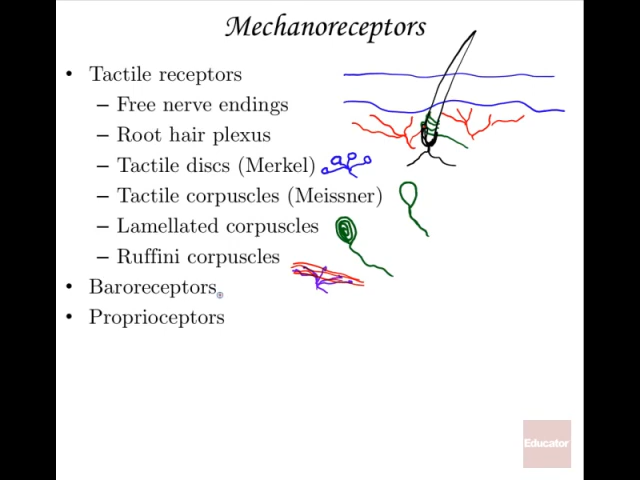 Mechanoreceptors
• Tactile receptors
– Free nerve endings
– Root hair plexus
– Tactile discs (Merkel)
– Tactile corpuscles (Meissner)
– Lamellated corpuscles
– Ruffini corpuscles
• Baroreceptors
• Proprioceptors
Educator